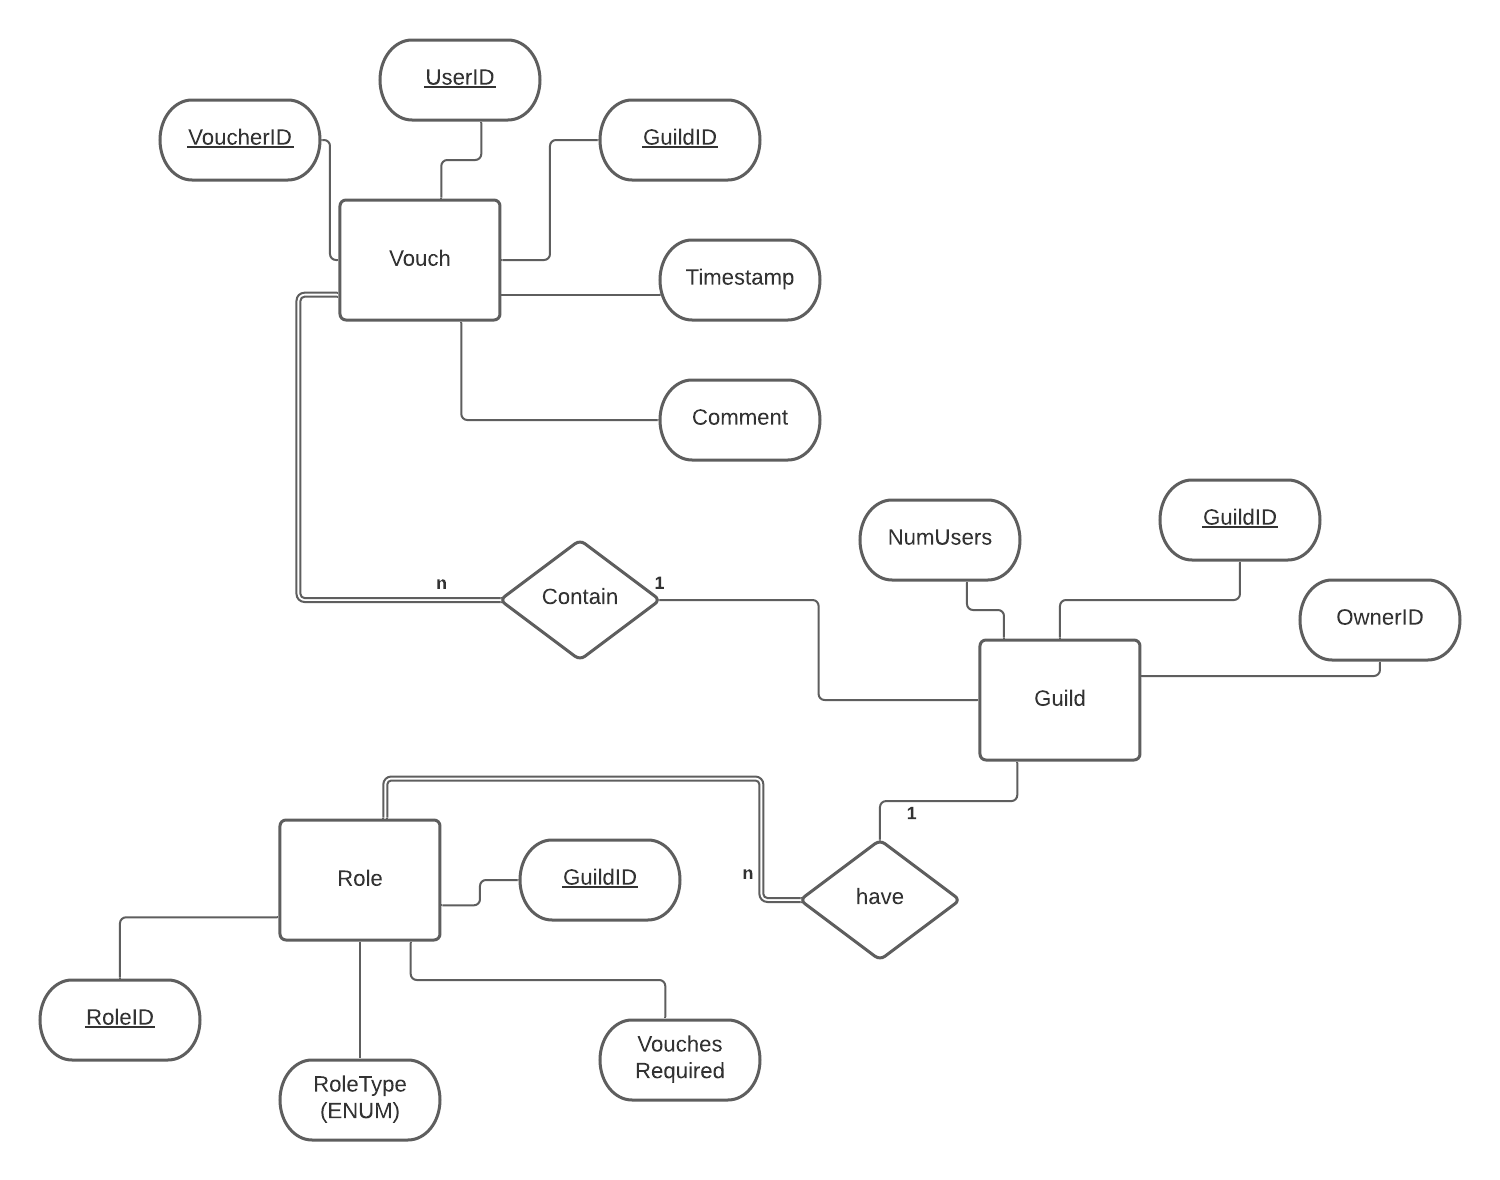 UserID
VoucherID
GuildID
Vouch
Timestamp
Comment
GuildID
NumUsers
n
1
Contain
OwnerID
Guild
1
Role
GuildID
n
have
RoleID
Vouches
Required
RoleType
(ENUM)